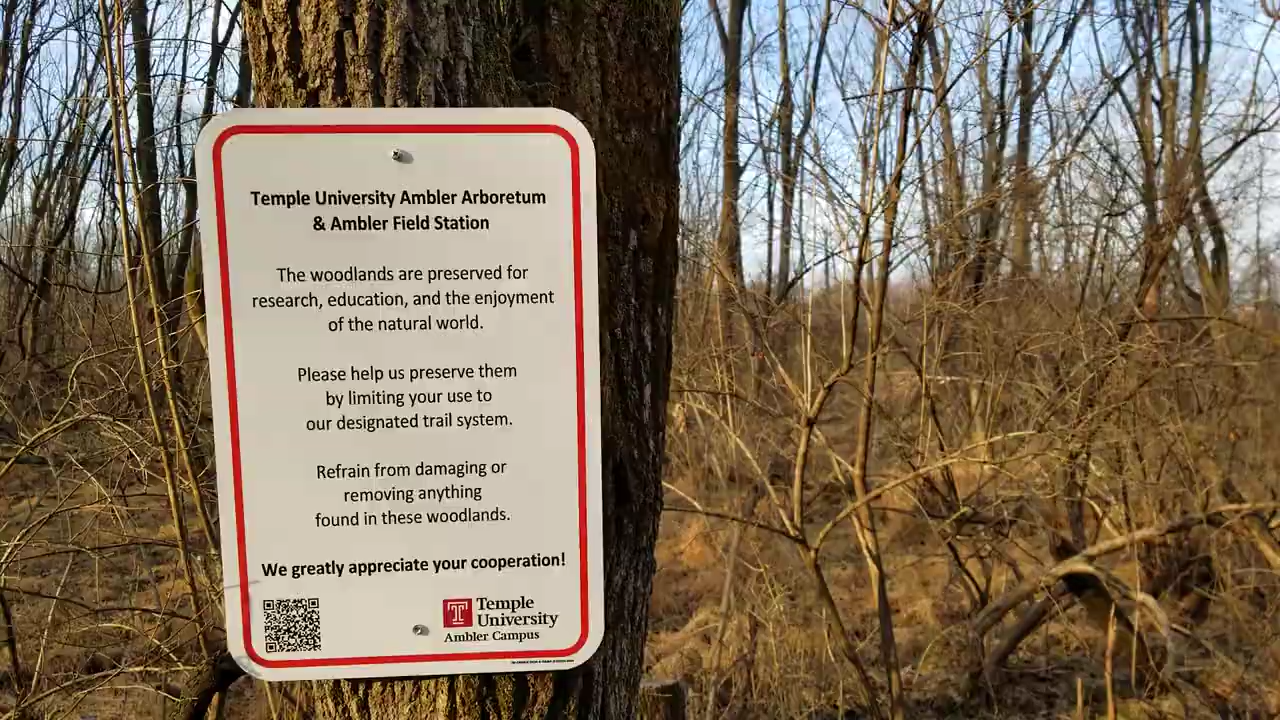 Temple University Ambler Arboretum
& Ambler Field Station
The woodlands are preserved for
research, education, and the enjoyment
of the natural world.
Please help us preserve them
by limiting your use to
our designated trail system.
Refrain from damaging or
removing anything
found in these woodlands.
We greatly appreciate your cooperation!
T Temple
University
Ambler Campus